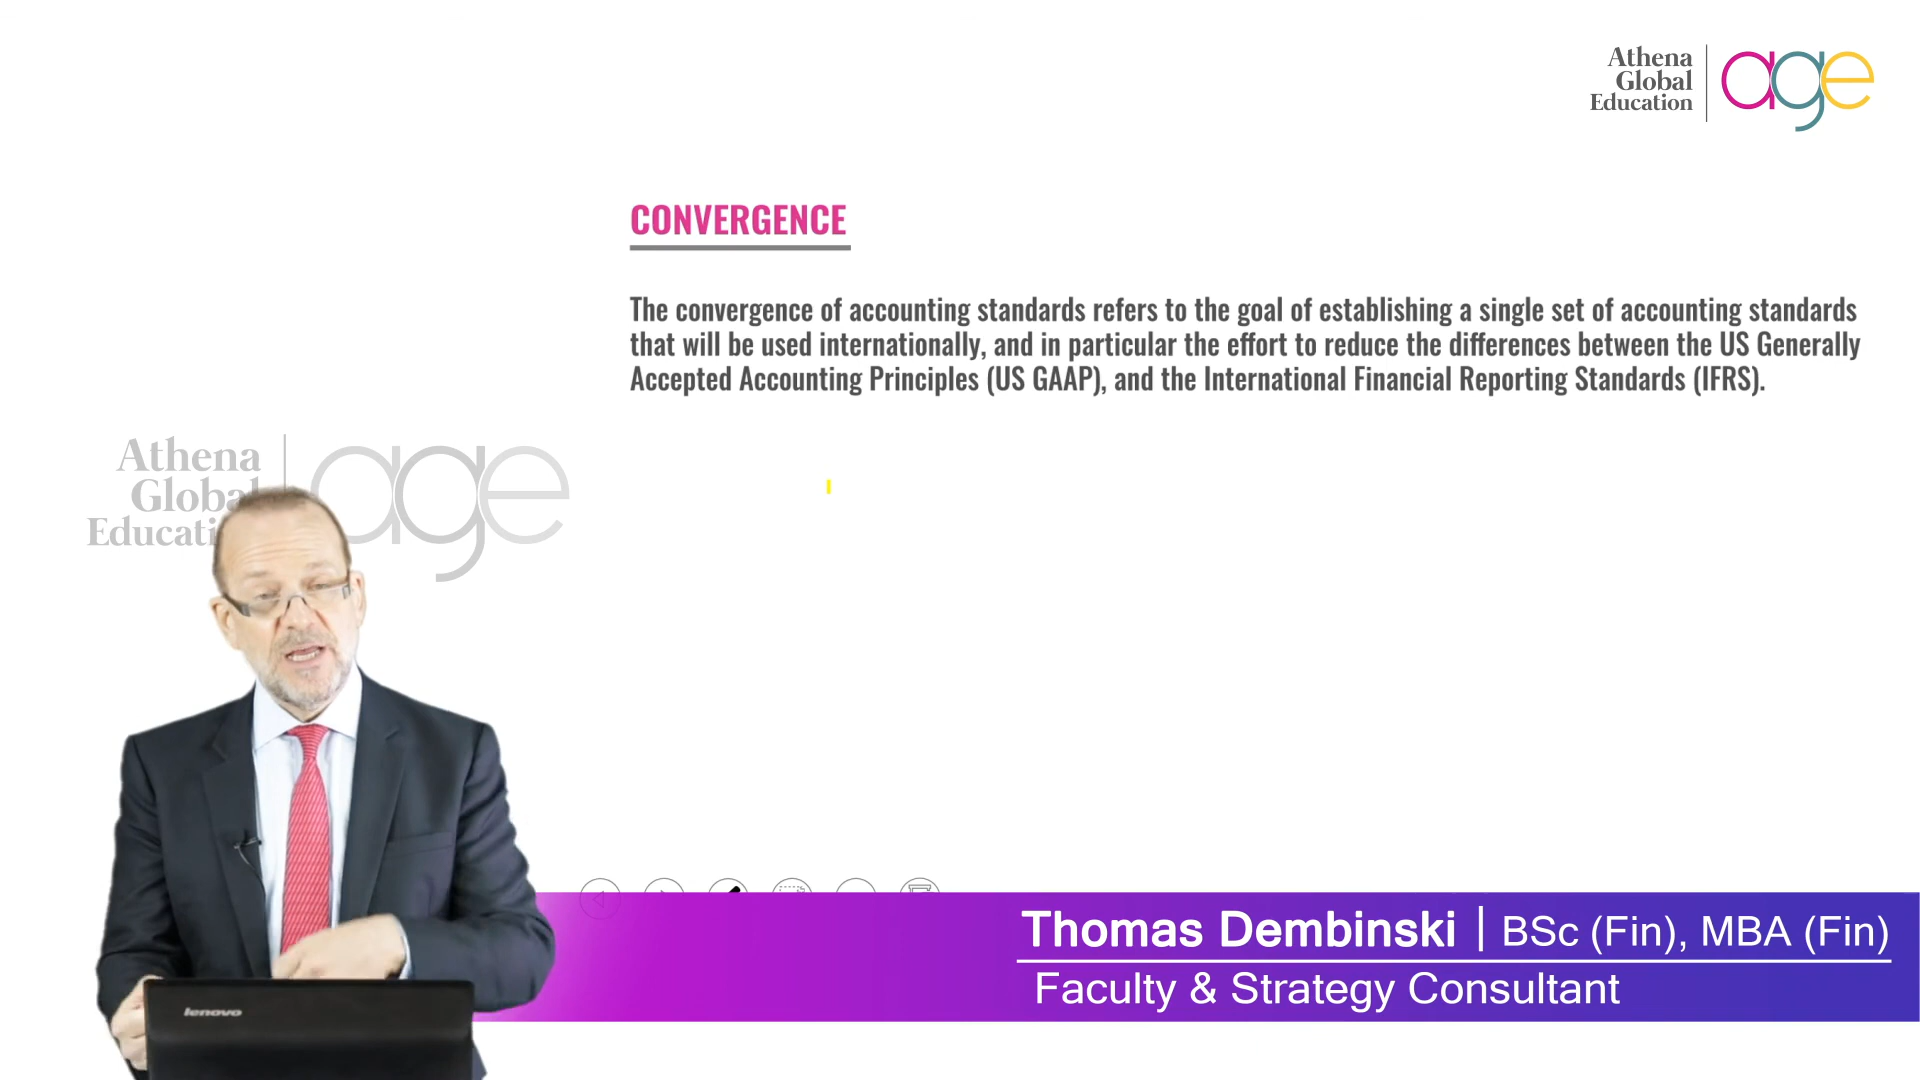 Athena
Global
Education
age
CONVERGENCE
The convergence of accounting standards refers to the goal of establishing a single set of accounting standards
that will be used internationally, and in particular the effort to reduce the differences between the US Generally
Accepted Accounting Principles (US GAAP), and the International Financial Reporting Standards (IFRS).
Athena
Global
Educati
age
Thomas Dembinski | BSc (Fin), MBA (Fin)
Faculty & Strategy Consultant
lenovo